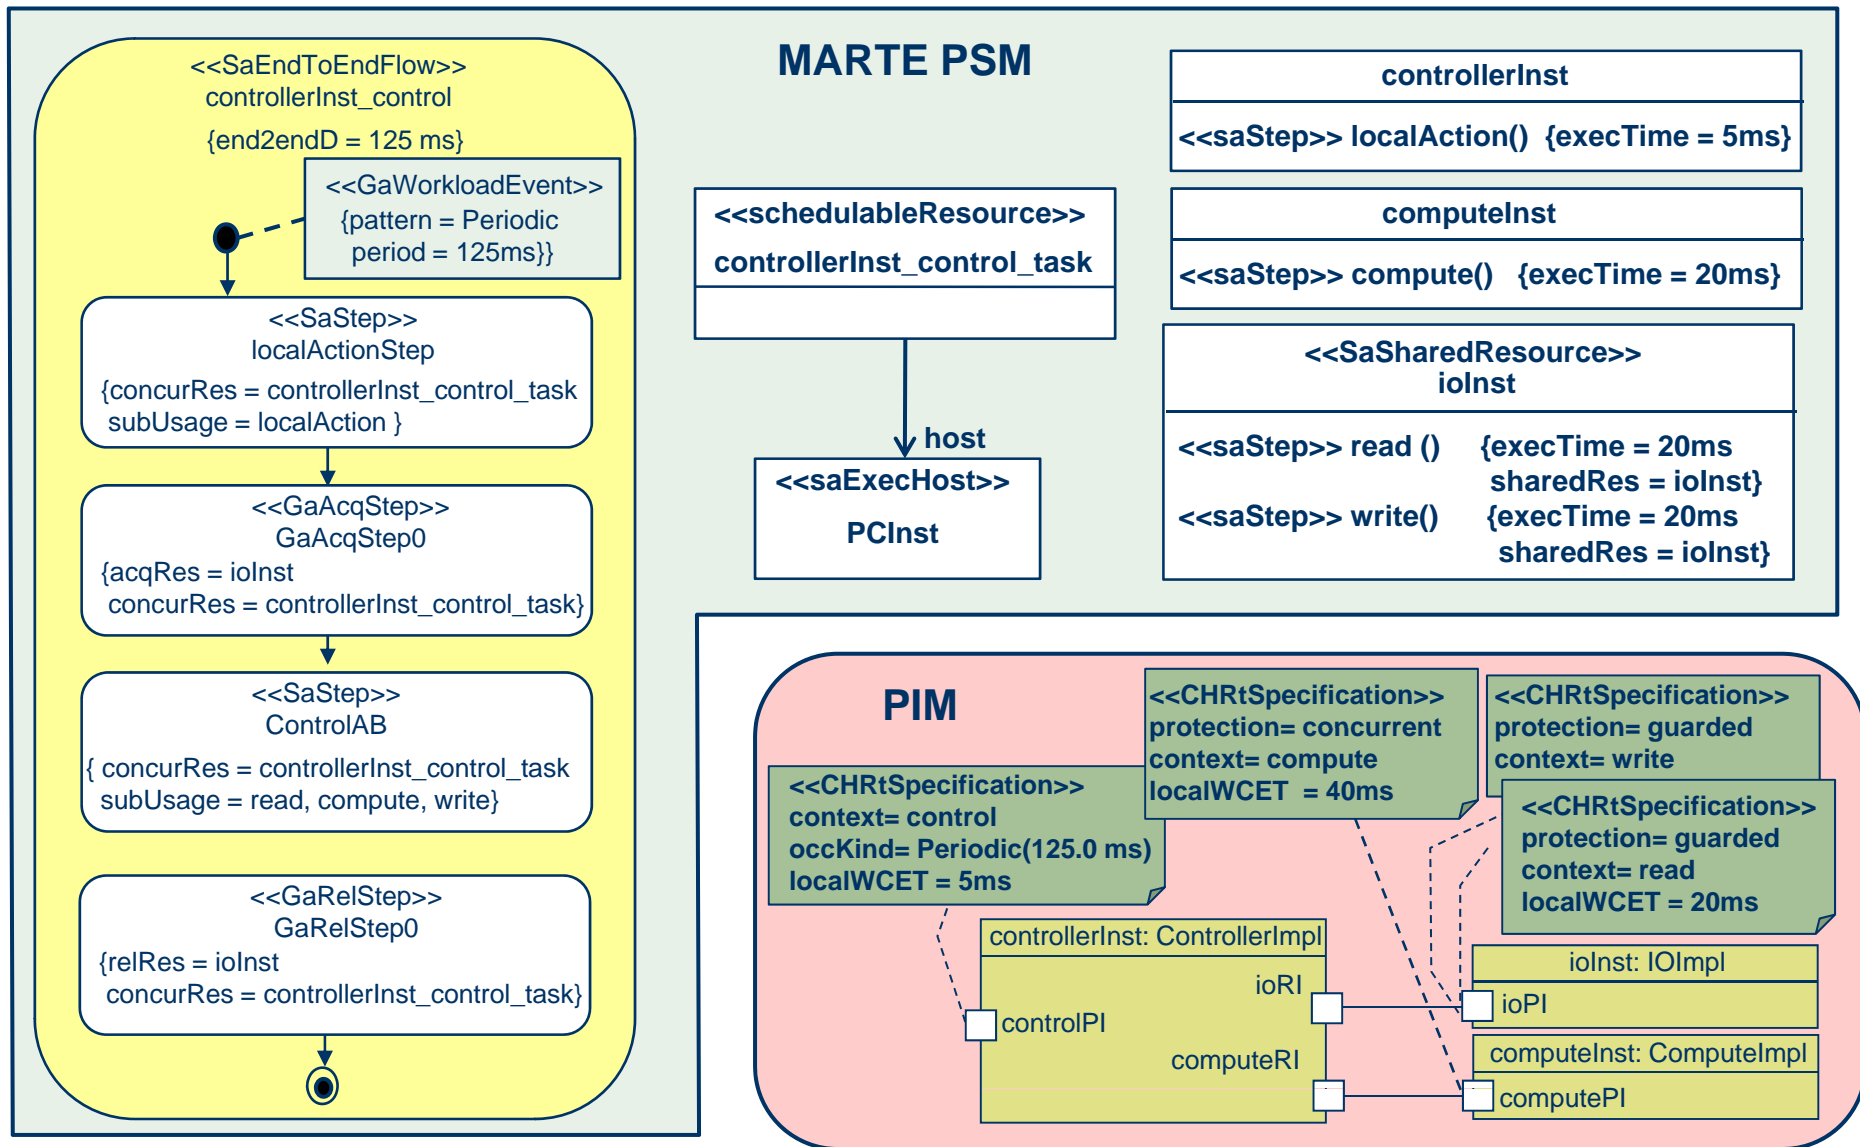 MARTE PSM
<<SaEndToEndFlow>>
controllerInst_control
{end2endD = 125 ms}
<<GaWorkloadEvent>>
{pattern = Periodic
period = 125ms}}
<<SaStep>>
localActionStep
{concurRes = controllerInst_control_task
subUsage = localAction }
<<GaAcqStep>>
GaAcqStep0
{acqRes = ioInst
concurRes = controllerInst_control_task}
<<SaStep>>
ControlAB
{ concurRes = controllerInst_control_task
subUsage = read, compute, write}
<<GaRelStep>>
GaRelStep0
{relRes = ioInst
concurRes = controllerInst_control_task}
<<schedulableResource>>
controllerInst_control_task
host
<<saExecHost>>
PCInst
controllerInst
<<saStep>> localAction() {execTime = 5ms}
computeInst
<<saStep>> compute() {execTime = 20ms}
<<SaSharedResource>>
ioInst
<<saStep>> read () {execTime = 20ms
sharedRes = ioInst}
<<saStep>> write() {execTime = 20ms
sharedRes = ioInst}
PIM
<<CHRtSpecification>>
context= control
occKind= Periodic(125.0 ms)
localWCET = 5ms
<<CHRtSpecification>>
protection= concurrent
context= compute
localWCET = 40ms
<<CHRtSpecification>>
protection= guarded
context= write
<<CHRtSpecification>>
protection= guarded
context= read
localWCET = 20ms
controllerInst: ControllerImpl
ioRI
controlPI
computeRI
ioInst: IOImpl
ioPI
computeInst: ComputeImpl
computePI